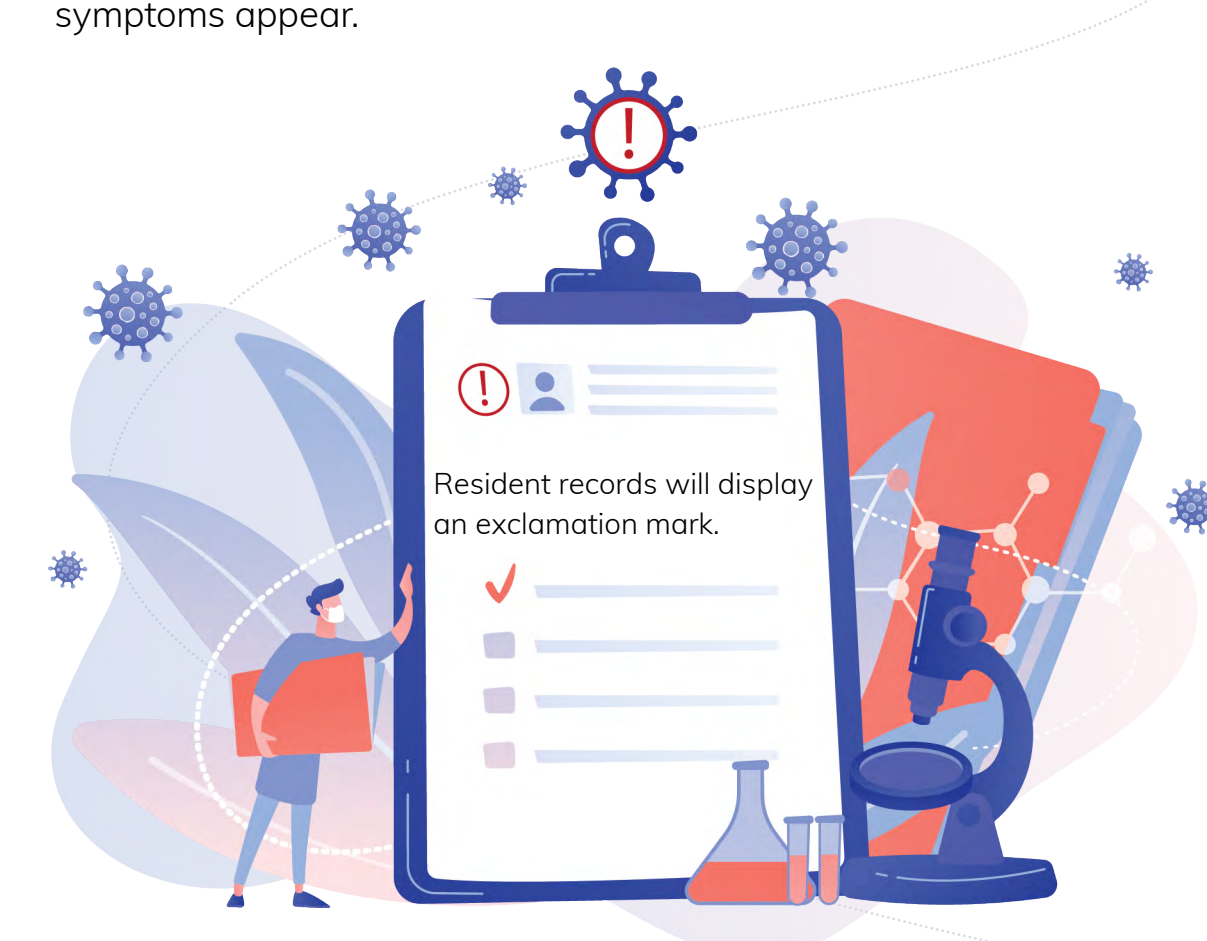 symptoms appear.
!
!
Resident records will display
an exclamation mark.